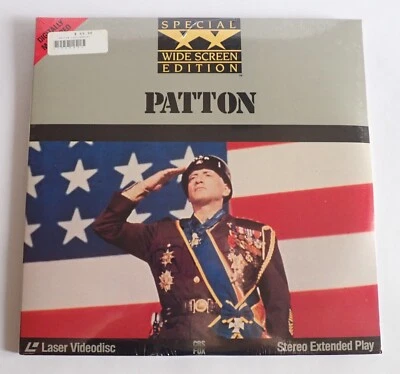 SPECIAL
WIDE SCREEN
EDITION
PATTON
Laser Videodisc
CBS
FOX
Stereo Extended Play